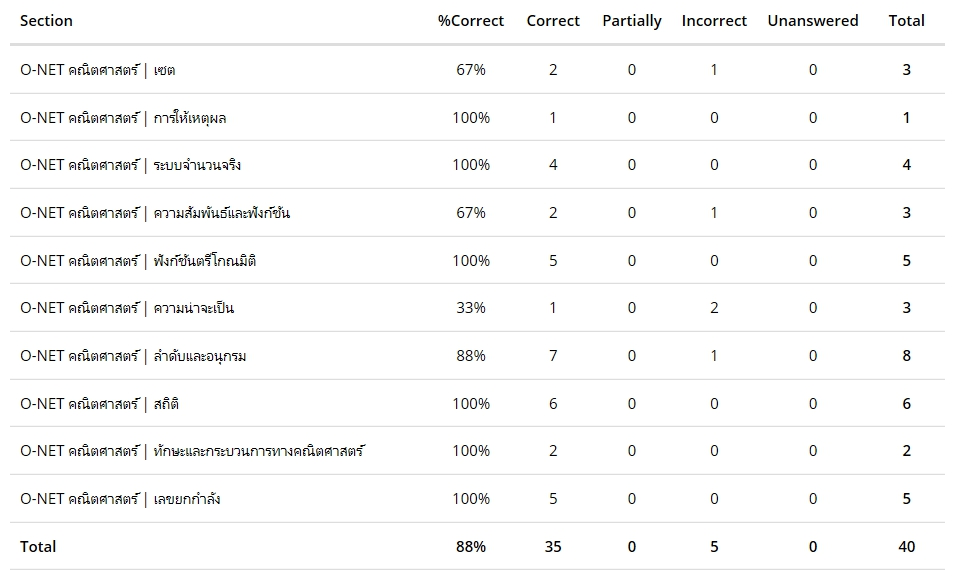 Section %Correct Correct Partially Incorrect Unanswered Total
O-NET คณิตศาสตร์ | เซต 67% 2 0 1 0 3
O-NET คณิตศาสตร์ | การให้เหตุผล 100% 1 0 0 0 1
O-NET คณิตศาสตร์ | ระบบจำนวนจริง 100% 4 0 0 0 4
O-NET คณิตศาสตร์ | ความสัมพันธ์และฟังก์ชัน 67% 2 0 1 0 3
O-NET คณิตศาสตร์ | ฟังก์ชันตรีโกณมิติ 100% 5 0 0 0 5
O-NET คณิตศาสตร์ | ความน่าจะเป็น 33% 1 0 2 0 3
O-NET คณิตศาสตร์ | ลำดับและอนุกรม 88% 7 0 1 0 8
O-NET คณิตศาสตร์ | สถิติ 100% 6 0 0 0 6
O-NET คณิตศาสตร์ | ทักษะและกระบวนการทางคณิตศาสตร์ 100% 2 0 0 0 2
O-NET คณิตศาสตร์ | เลขยกกำลัง 100% 5 0 0 0 5
Total 88% 35 0 5 0 40